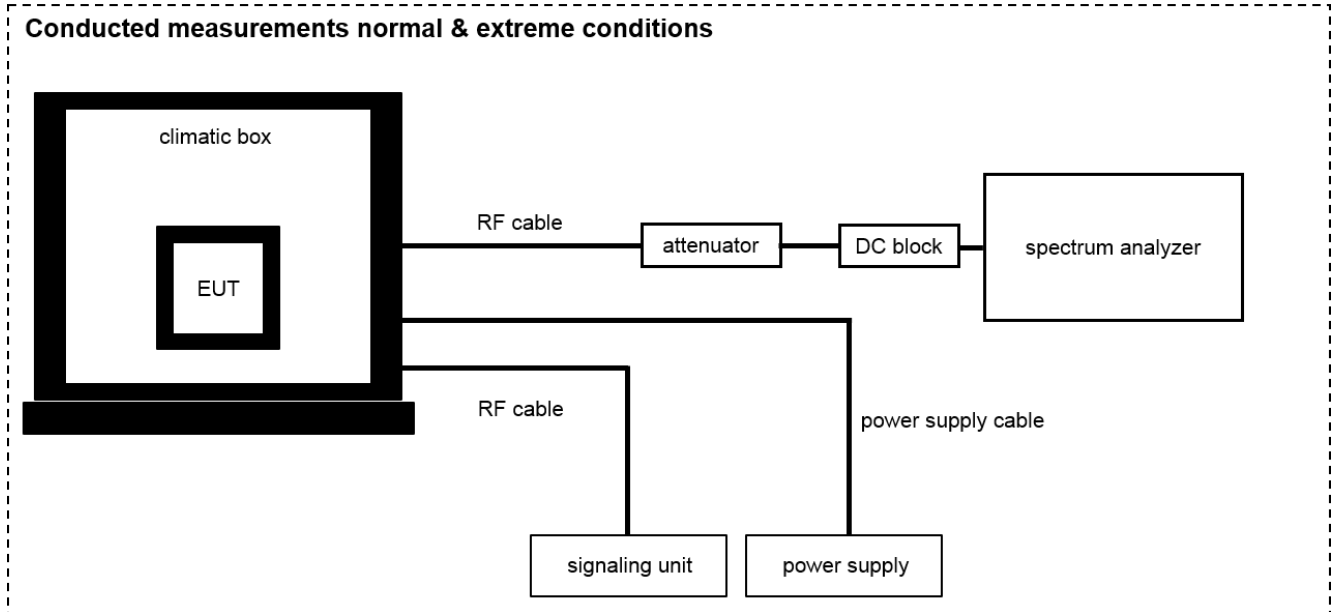 Conducted measurements normal & extreme conditions
climatic box
EUT
RF cable
attenuator
DC block
spectrum analyzer
RF cable
power supply cable
signaling unit
power supply